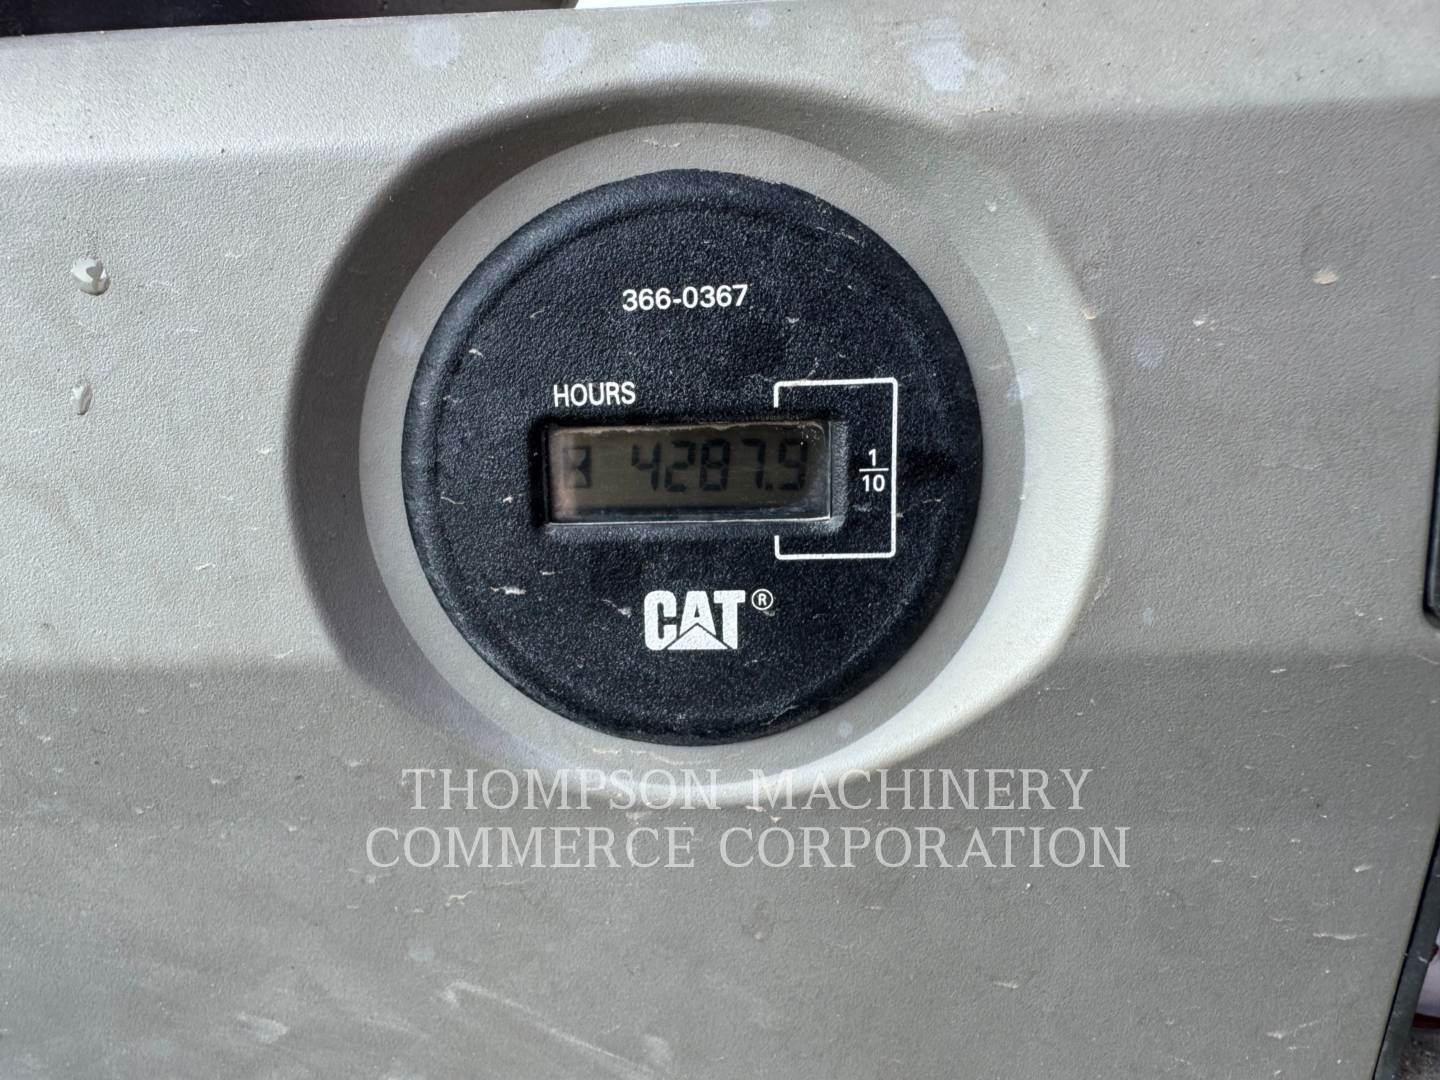 366-0367
HOURS
4287.9
1
10
CAT®
THOMPSON MACHINERY
COMMERCE CORPORATION